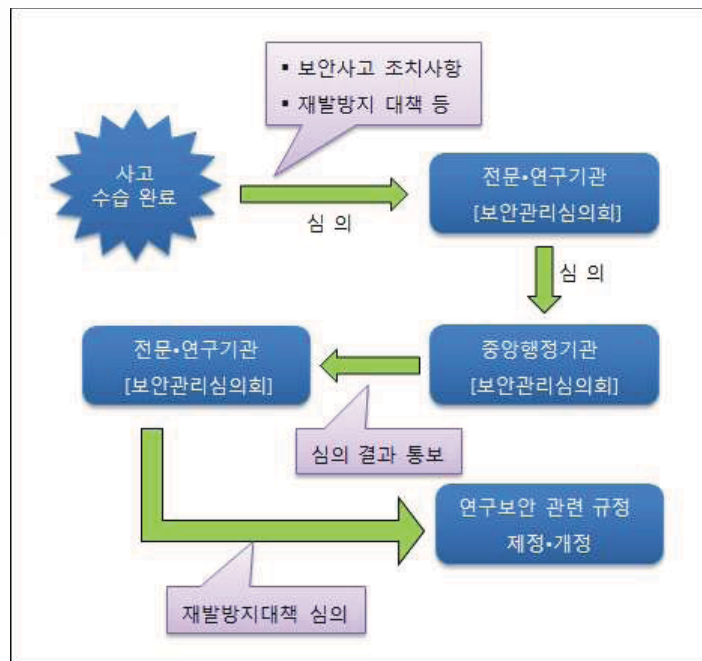 ▪ 보안사고 조치사항
▪ 재발방지 대책 등
사고
수습 완료
심 의
전문•연구기관
[보안관리심의회]
심 의
중앙행정기관
[보안관리심의회]
심의 결과 통보
전문•연구기관
[보안관리심의회]
재발방지대책 심의
연구보안 관련 규정
제정•개정